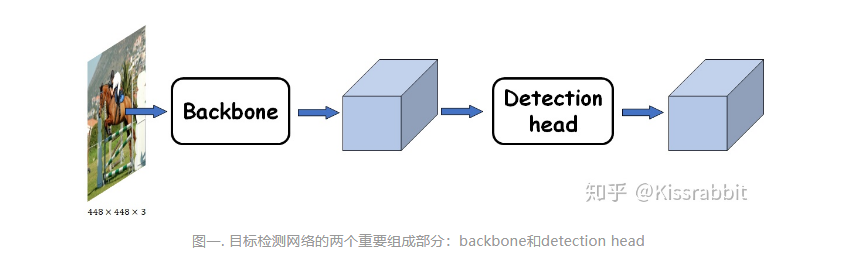 Backbone
Detection
head
448 × 448 × 3
知乎 @Kissrabbit
图一. 目标检测网络的两个重要组成部分：backbone和detection head